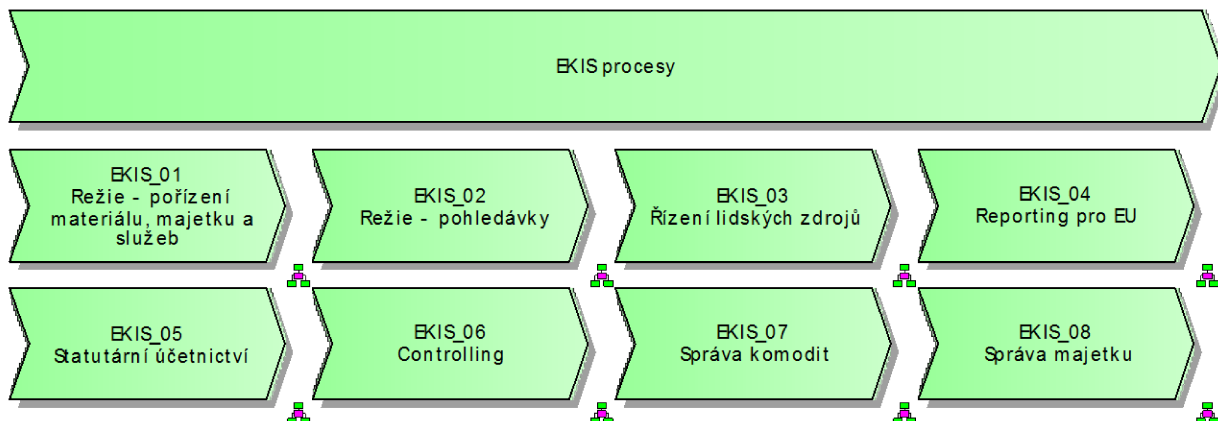 EKIS procesy
EKIS_01
Režie - pořízení
materiálu, majetku a
služeb
EKIS_02
Režie - pohledávky
EKIS_03
Řízení lidských zdrojů
EKIS_04
Reporting pro EU
EKIS_05
Statutární účetnictví
EKIS_06
Controlling
EKIS_07
Správa komodit
EKIS_08
Správa majetku